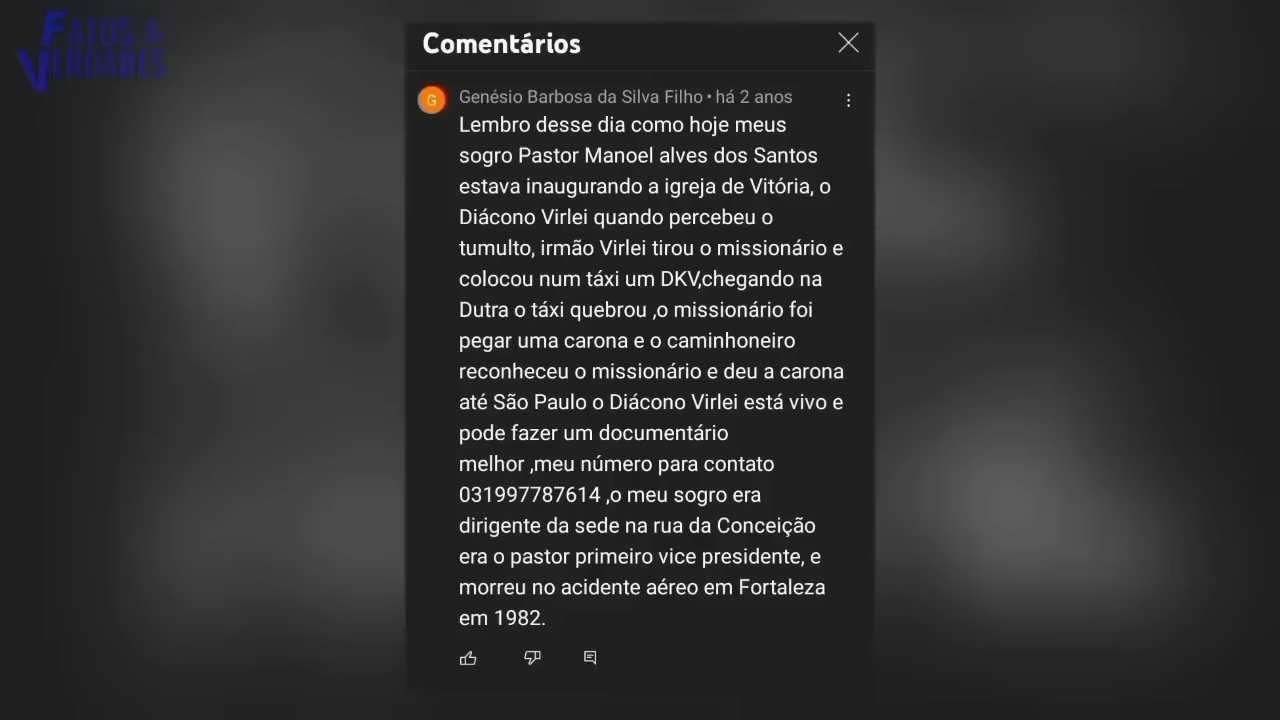 FATOS &
VERDADES
Comentários
Genésio Barbosa da Silva Filho • há 2 anos
Lembro desse dia como hoje meus
sogro Pastor Manoel alves dos Santos
estava inaugurando a igreja de Vitória, o
Diácono Virlei quando percebeu o
tumulto, irmão Virlei tirou o missionário e
colocou num táxi um DKV,chegando na
Dutra o táxi quebrou ,o missionário foi
pegar uma carona e o caminhoneiro
reconheceu o missionário e deu a carona
até São Paulo o Diácono Virlei está vivo e
pode fazer um documentário
melhor ,meu número para contato
031997787614 ,o meu sogro era
dirigente da sede na rua da Conceição
era o pastor primeiro vice presidente, e
morreu no acidente aéreo em Fortaleza
em 1982.